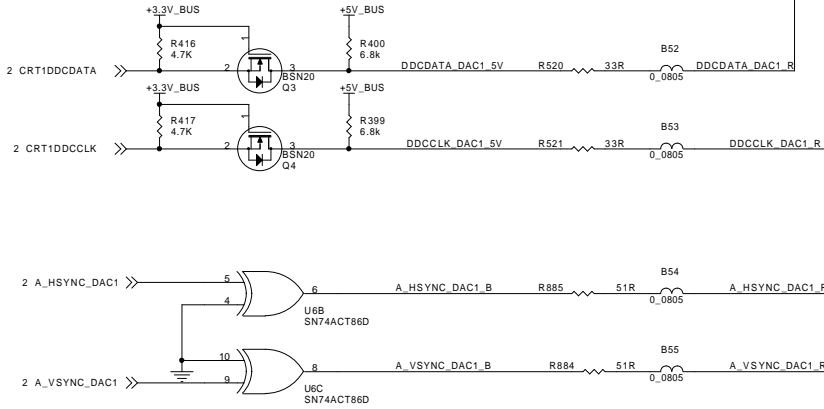 +3.3V_BUS
+5V_BUS
R416
4.7K
1
R400
6.8k
B52
2 CRT1DDCDATA
2
3
DDCDATA_DAC1_5V
R520
33R
DDCDATA_DAC1_R
BSN20
Q3
0_0805
+3.3V_BUS
+5V_BUS
R417
4.7K
1
R399
6.8k
B53
2 CRT1DDCCLK
2
3
DDCCLK_DAC1_5V
R521
33R
DDCCLK_DAC1_R
BSN20
Q4
0_0805
B54
2 A_HSYNC_DAC1
5
4
6
A_HSYNC_DAC1_B
R885
51R
A_HSYNC_DAC1_R
0_0805
U6B
SN74ACT86D
B55
10
9
8
A_VSYNC_DAC1_B
R884
51R
A_VSYNC_DAC1_R
2 A_VSYNC_DAC1
0_0805
U6C
SN74ACT86D